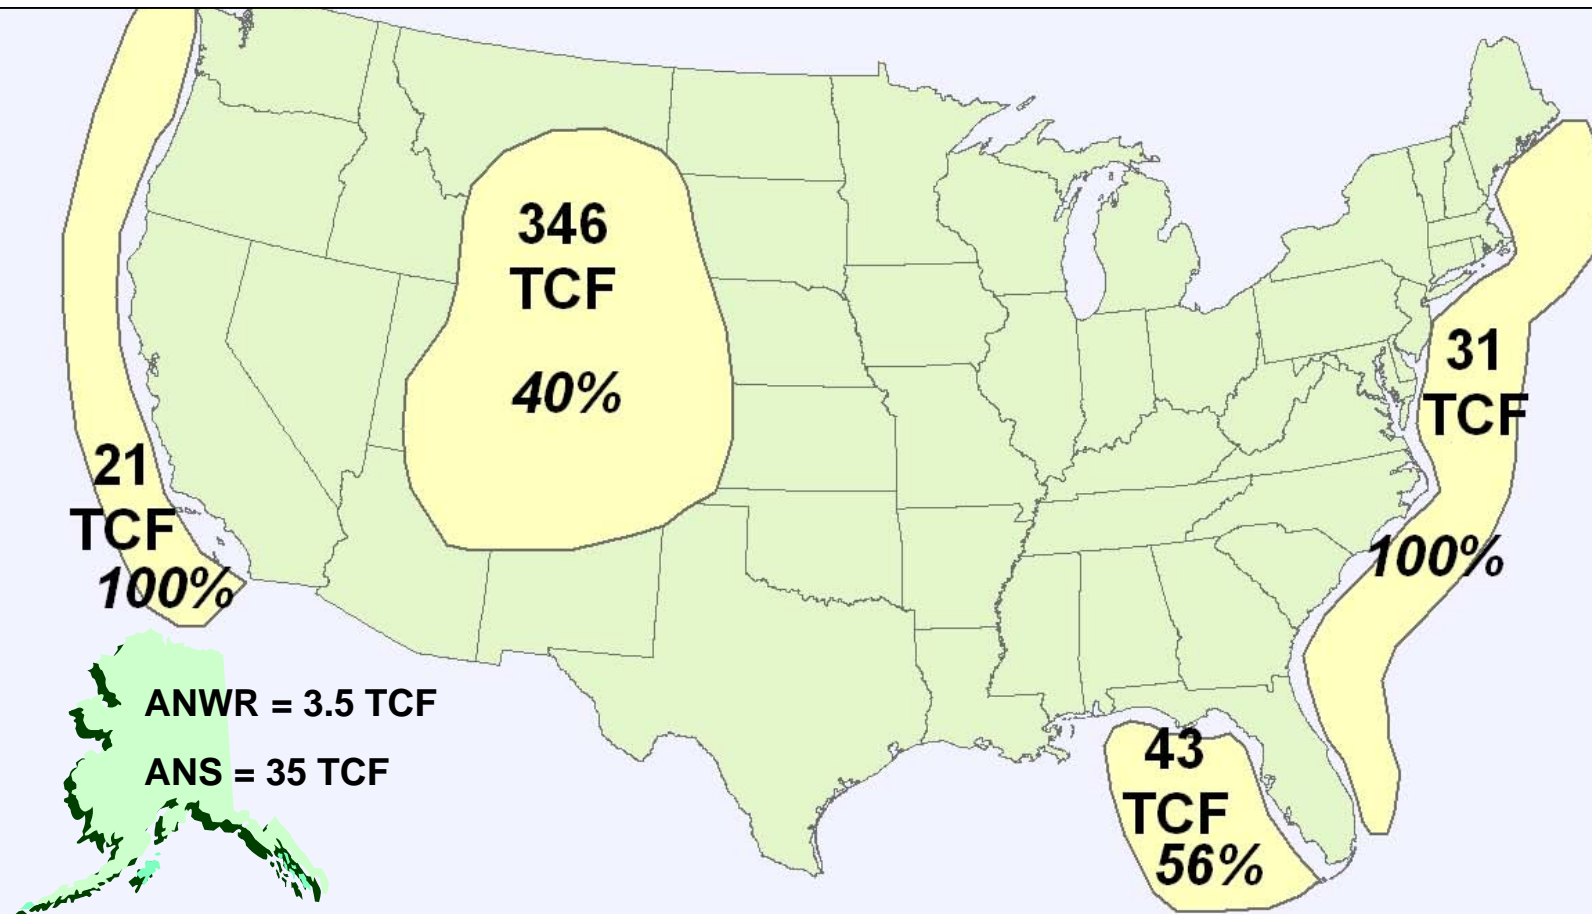 346
TCF
40%
31
TCF
100%
21
TCF
100%
ANWR = 3.5 TCF
ANS = 35 TCF
43
TCF
56%